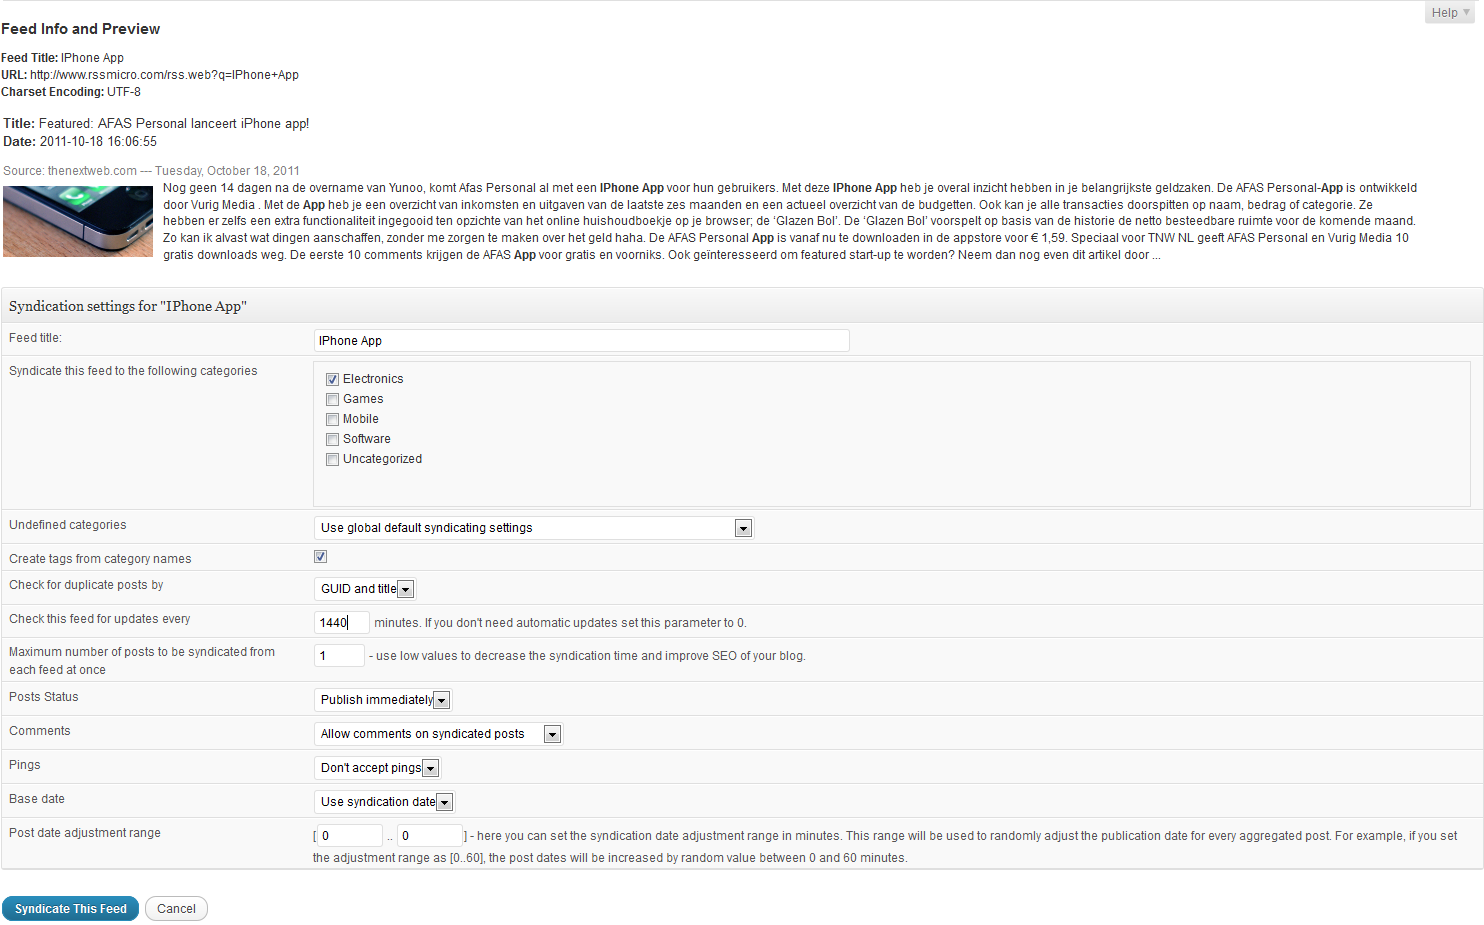 Help
Feed Info and Preview
Feed Title: IPhone App
URL: http://www.rssmicro.com/rss.web?q=IPhone+App
Charset Encoding: UTF-8
Title: Featured: AFAS Personal lanceert iPhone app!
Date: 2011-10-18 16:06:55
Source: thenextweb.com --- Tuesday, October 18, 2011
Nog geen 14 dagen na de overname van Yunoo, komt Afas Personal al met een IPhone App voor hun gebruikers. Met deze IPhone App heb je overal inzicht hebben in je belangrijkste geldzaken. De AFAS Personal-App is ontwikkeld
door Vurig Media . Met de App heb je een overzicht van inkomsten en uitgaven van de laatste zes maanden en een actueel overzicht van de budgetten. Ook kan je alle transacties doorspitten op naam, bedrag of categorie. Ze
hebben er zelfs een extra functionaliteit ingegooid ten opzichte van het online huishoudboekje op je browser; de ‘Glazen Bol’. De ‘Glazen Bol’ voorspelt op basis van de historie de netto besteedbare ruimte voor de komende maand.
Zo kan ik alvast wat dingen aanschaffen, zonder me zorgen te maken over het geld haha. De AFAS Personal App is vanaf nu te downloaden in de appstore voor € 1,59. Speciaal voor TNW NL geeft AFAS Personal en Vurig Media 10
gratis downloads weg. De eerste 10 comments krijgen de AFAS App voor gratis en voorniks. Ook geïnteresseerd om featured start-up te worden? Neem dan nog even dit artikel door ...
Syndication settings for "IPhone App"
Feed title:
IPhone App
Syndicate this feed to the following categories
Electronics
Games
Mobile
Software
Uncategorized
Undefined categories
Use global default syndicating settings
Create tags from category names
Check for duplicate posts by
GUID and title
Check this feed for updates every
1440 minutes. If you don't need automatic updates set this parameter to 0.
Maximum number of posts to be syndicated from
each feed at once
1 - use low values to decrease the syndication time and improve SEO of your blog.
Posts Status
Publish immediately
Comments
Allow comments on syndicated posts
Pings
Don't accept pings
Base date
Use syndication date
Post date adjustment range
[ 0 .. 0 ] - here you can set the syndication date adjustment range in minutes. This range will be used to randomly adjust the publication date for every aggregated post. For example, if you set
the adjustment range as [0..60], the post dates will be increased by random value between 0 and 60 minutes.
Syndicate This Feed
Cancel